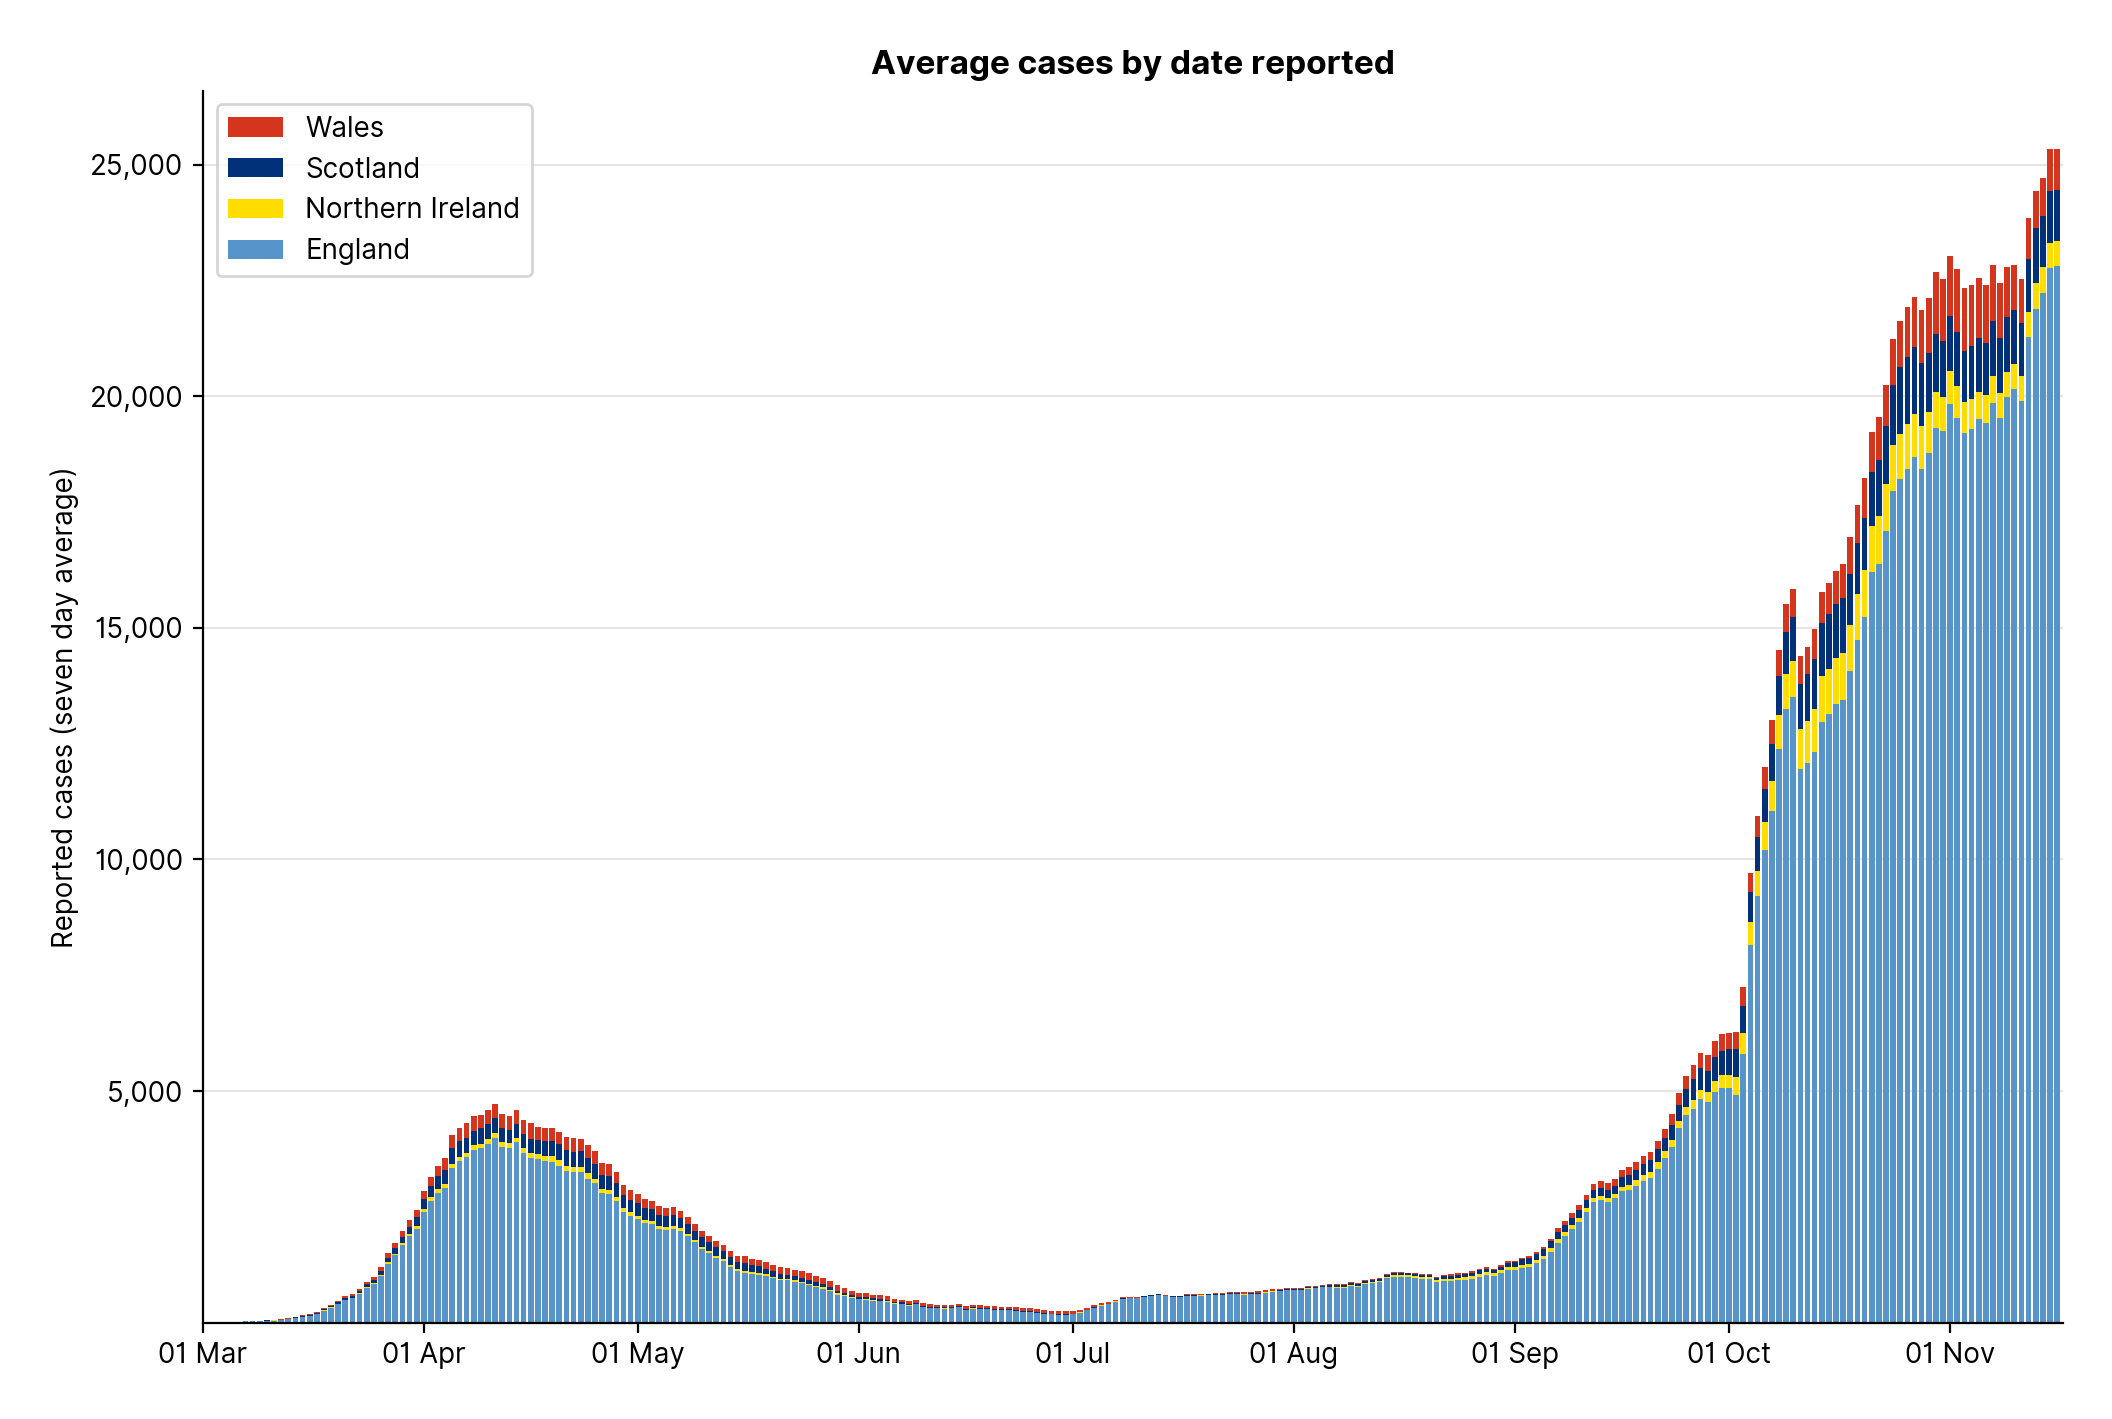 Average cases by date reported
Wales
Scotland
Northern Ireland
England
Reported cases (seven day average)
25,000
20,000
15,000
10,000
5,000
01 Mar
01 Apr
01 May
01 Jun
01 Jul
01 Aug
01 Sep
01 Oct
01 Nov